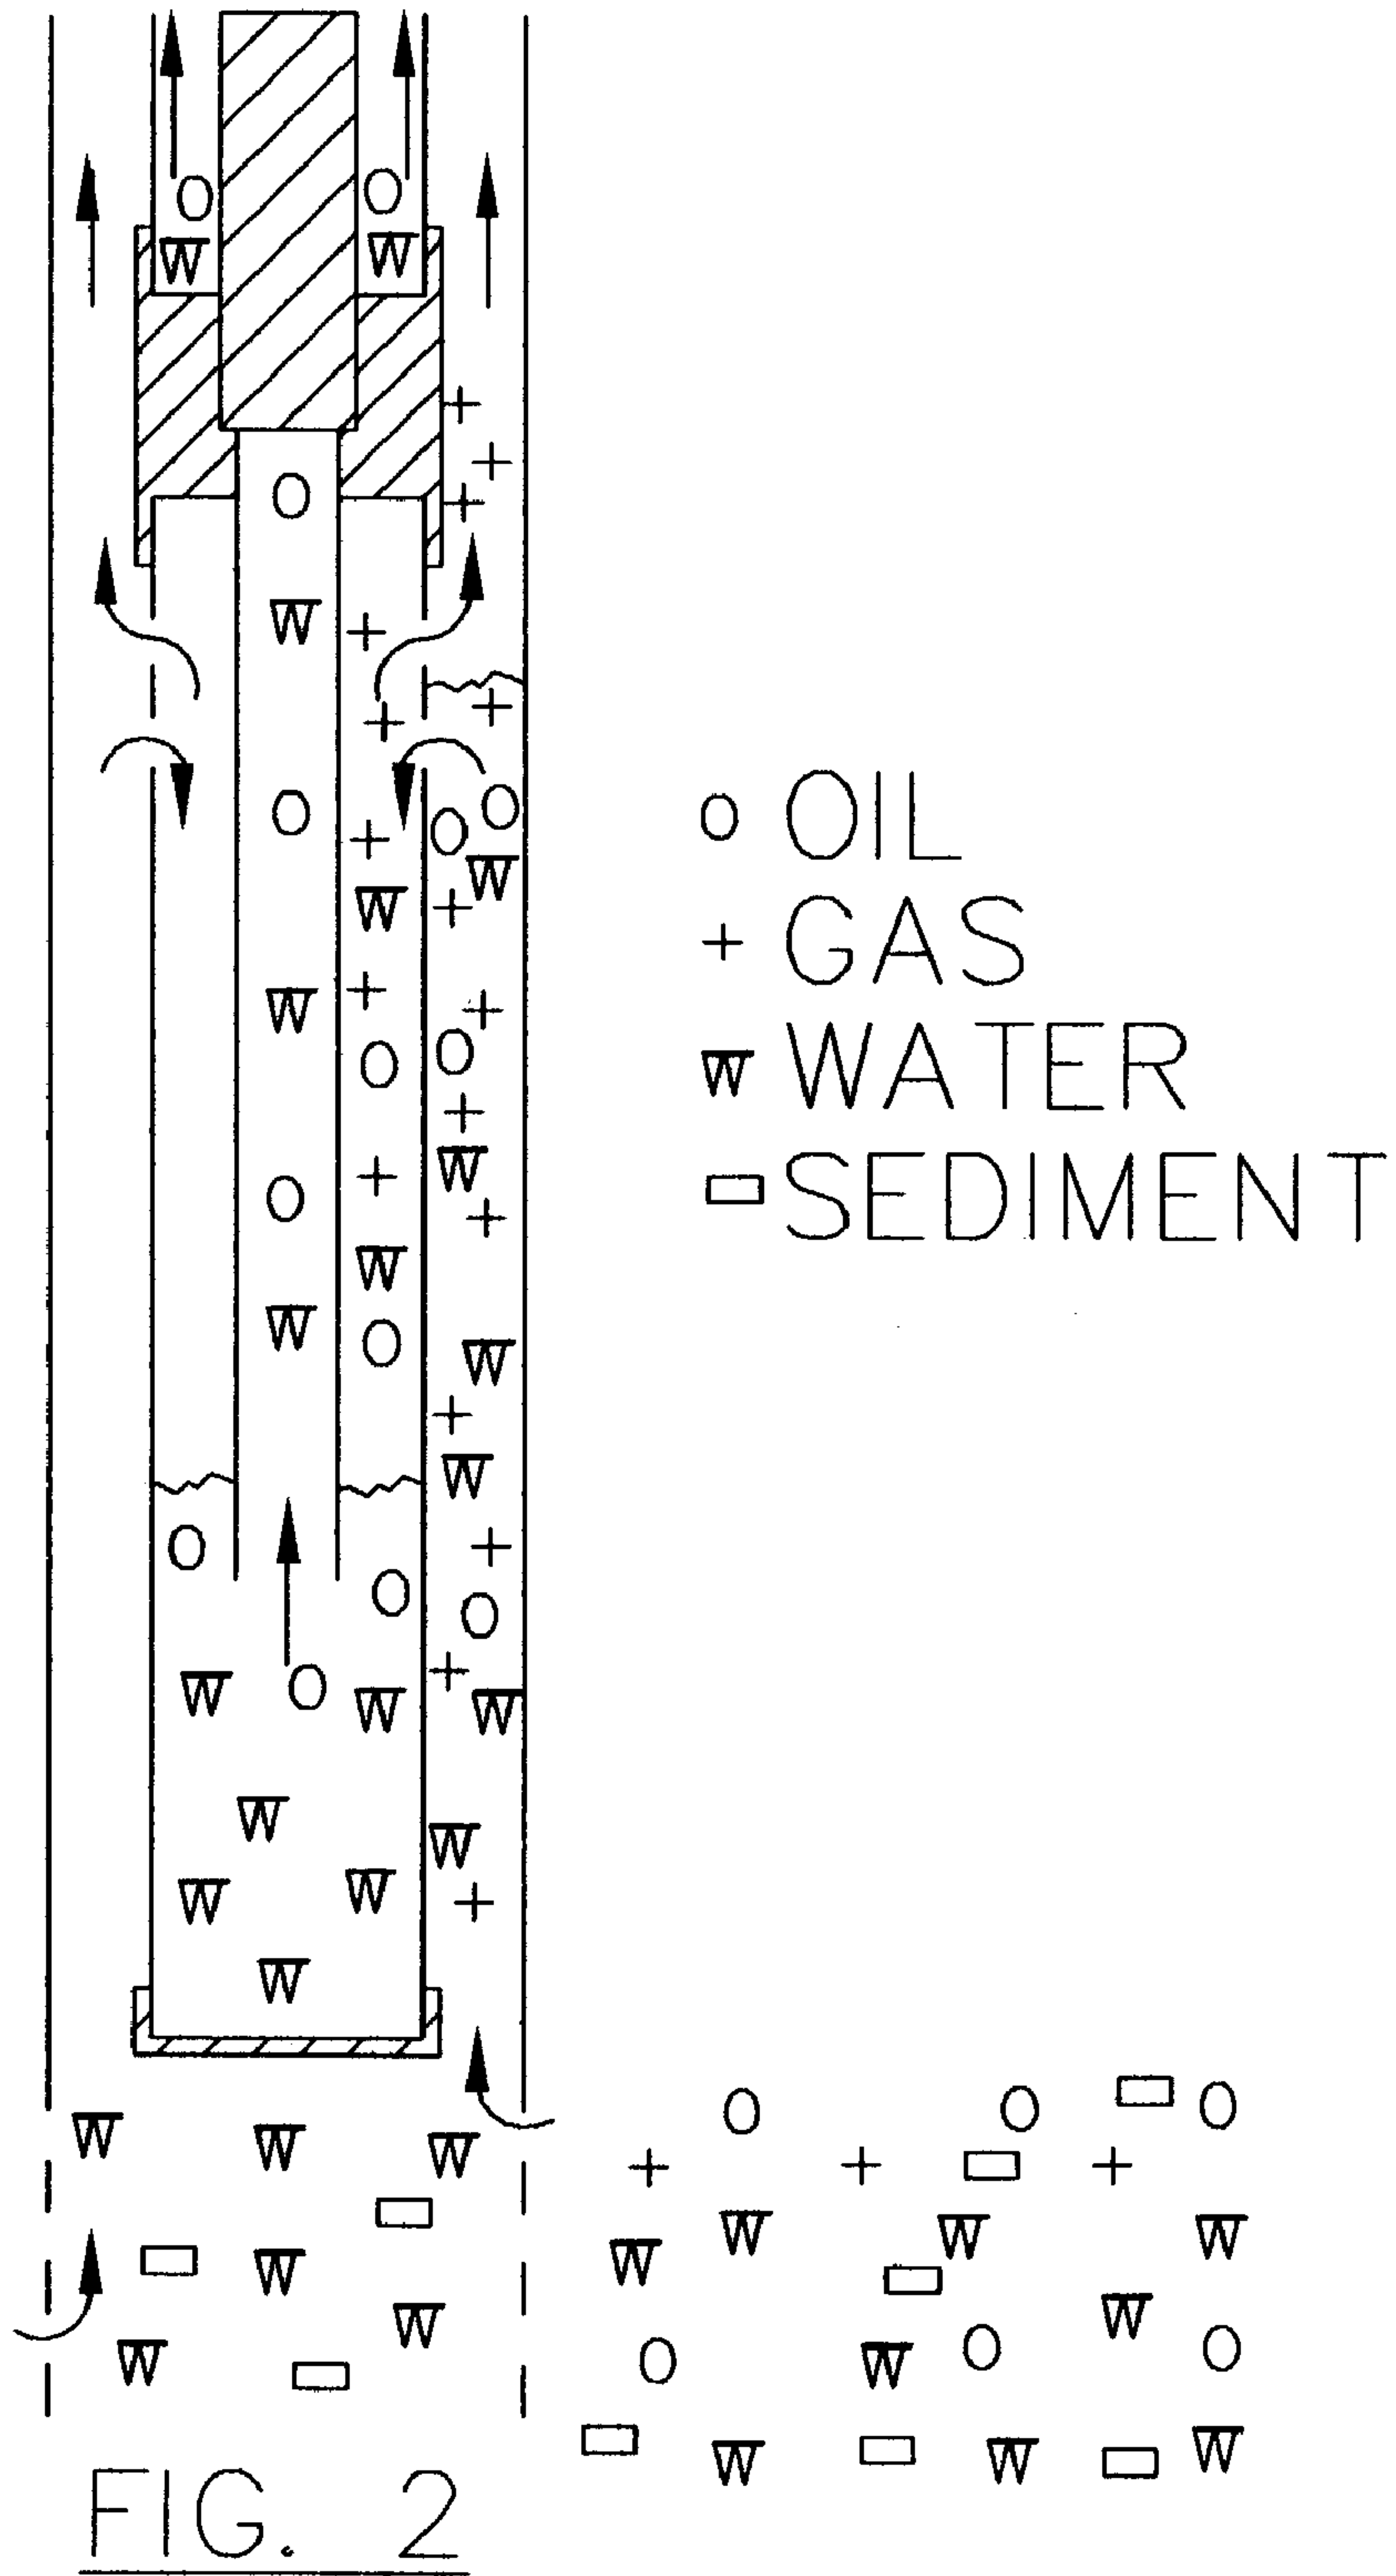 O OIL
+ GAS
W WATER
SEDIMENT
FIG. 2